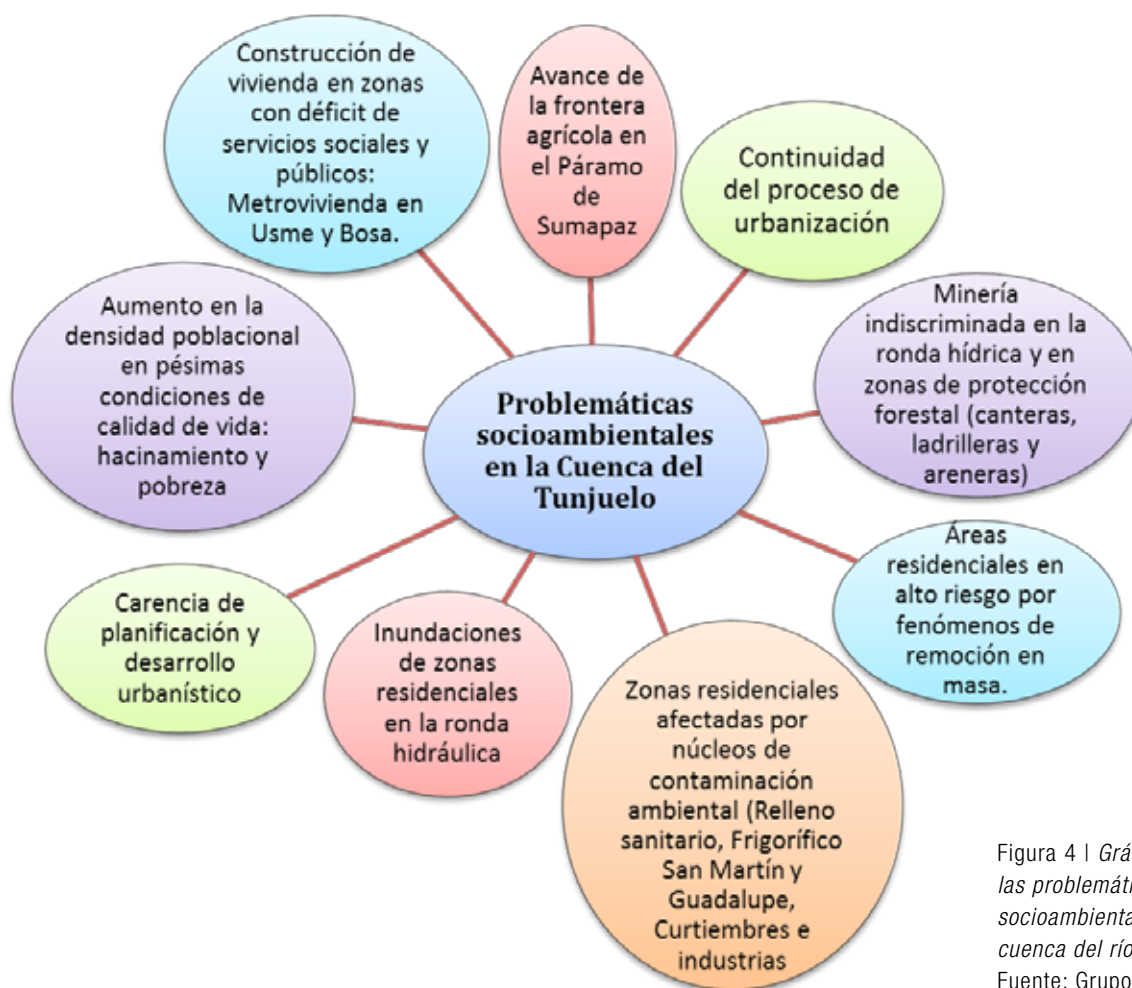 Construcción de
vivienda en zonas
con déficit de
servicios sociales y
públicos:
Metrovivienda en
Usme y Bosa.
Avance de
la frontera
agrícola en
el Páramo
de
Sumapaz
Continuidad
del proceso de
urbanización
Aumento en la
densidad poblacional
en pésimas
condiciones de
calidad de vida:
hacinamiento y
pobreza
Problemáticas
socioambientales
en la Cuenca del
Tunjuelo
Minería
indiscriminada en la
ronda hídrica y en
zonas de protección
forestal (canteras,
ladrilleras y
areneras)
Áreas
residenciales en
alto riesgo por
fenómenos de
remoción en
masa.
Carencia de
planificación y
desarrollo
urbanístico
Inundaciones
de zonas
residenciales
en la ronda
hidráulica
Zonas residenciales
afectadas por
núcleos de
contaminación
ambiental (Relleno
sanitario, Frigorífico
San Martín y
Guadalupe,
Curtiembres e
industrias
Figura 4 |
las
cuenca del río
Fuente: Grupo